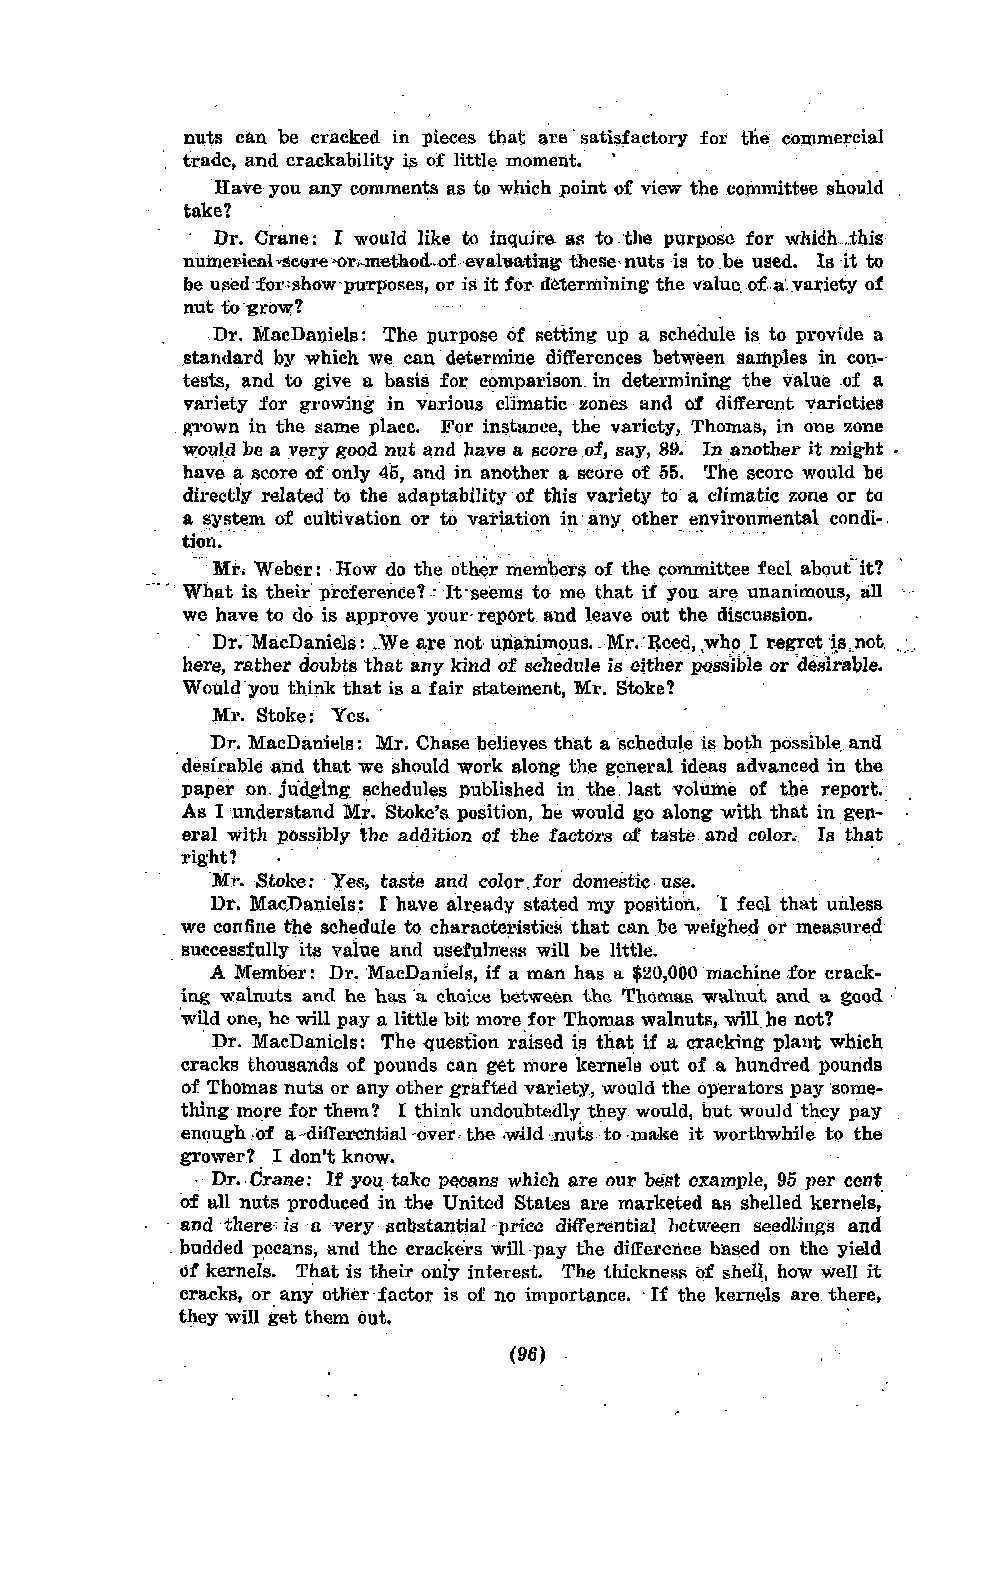 nuts can be cracked in pieces that are satisfactory for the commercial
trade, and crackability is of little moment.
Have you any comments as to which point of view the committee should
take?
Dr. Crane: I would like to inquire as to the purpose for which this
numerical score or method of evaluating these nuts is to be used. Is it to
be used for show purposes, or is it for determining the value of a variety of
nut to grow?
Dr. MacDaniels: The purpose of setting up a schedule is to provide a
standard by which we can determine differences between samples in con-
tests, and to give a basis for comparison in determining the value of a
variety for growing in various climatic zones and of different varieties
grown in the same place. For instance, the variety, Thomas, in one zone
would be a very good nut and have a score of, say, 89. In another it might
have a score of only 45, and in another a score of 55. The score would be
directly related to the adaptability of this variety to a climatic zone or to
a system of cultivation or to variation in any other environmental condi-
tion.
Mr. Weber: How do the other members of the committee feel about it?
What is their preference? It seems to me that if you are unanimous, all
we have to do is approve your report and leave out the discussion.
Dr. MacDaniels: We are not unanimous. Mr. Reed, who I regret is not
here, rather doubts that any kind of schedule is either possible or desirable.
Would you think that is a fair statement, Mr. Stoke?
Mr. Stoke: Yes.
Dr. MacDaniels: Mr. Chase believes that a schedule is both possible and
desirable and that we should work along the general ideas advanced in the
paper on judging schedules published in the last volume of the report.
As I understand Mr. Stoke's position, he would go along with that in gen-
eral with possibly the addition of the factors of taste and color. Is that
right?
Mr. Stoke: Yes, taste and color for domestic use.
Dr. MacDaniels: I have already stated my position. I feel that unless
we confine the schedule to characteristics that can be weighed or measured
successfully its value and usefulness will be little.
A Member: Dr. MacDaniels, if a man has a $20,000 machine for crack-
ing walnuts and he has a choice between the Thomas walnut and a good
wild one, he will pay a little bit more for Thomas walnuts, will he not?
Dr. MacDaniels: The question raised is that if a cracking plant which
cracks thousands of pounds can get more kernels out of a hundred pounds
of Thomas nuts or any other grafted variety, would the operators pay some-
thing more for them? I think undoubtedly they would, but would they pay
enough of a differential over the wild nuts to make it worthwhile to the
grower? I don't know.
Dr. Crane: If you take pecans which are our best example, 95 per cent
of all nuts produced in the United States are marketed as shelled kernels,
and there is a very substantial price differential between seedlings and
budded pecans, and the crackers will pay the difference based on the yield
of kernels. That is their only interest. The thickness of shell, how well it
cracks, or any other factor is of no importance. If the kernels are there,
they will get them out.
(96)